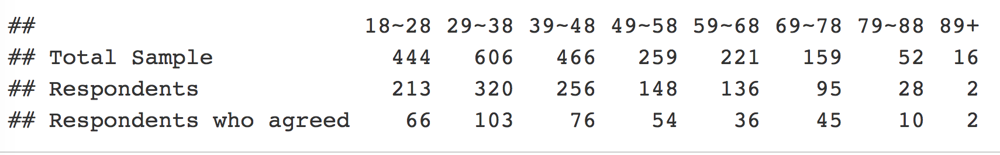 ## 18~28 29~38 39~48 49~58 59~68 69~78 79~88 89+
## Total Sample 444 606 466 259 221 159 52 16
## Respondents 213 320 256 148 136 95 28 2
## Respondents who agreed 66 103 76 54 36 45 10 2